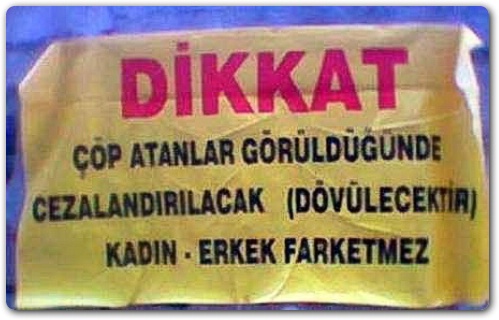 DİKKAT
ÇÖP ATANLAR GÖRÜLDÜĞÜNDE
CEZALANDIRILACAK (DÖVÜLECEKTİR)
KADIN - ERKEK FARKETMEZ